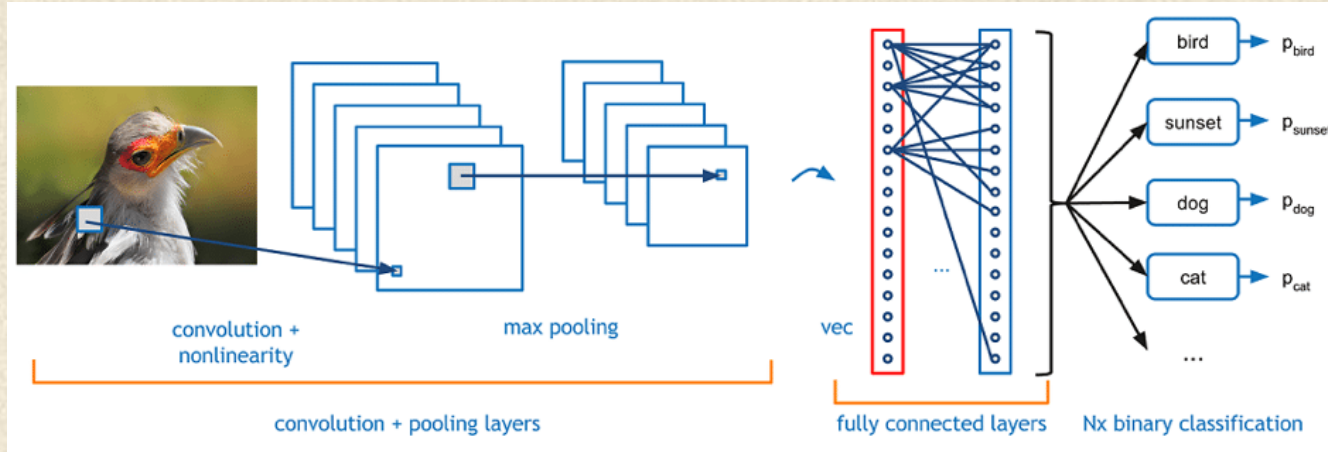 bird
p_bird
sunset
p_sunset
dog
p_dog
cat
p_cat
...
...
convolution +
nonlinearity
max pooling
vec
convolution + pooling layers
fully connected layers
Nx binary classification